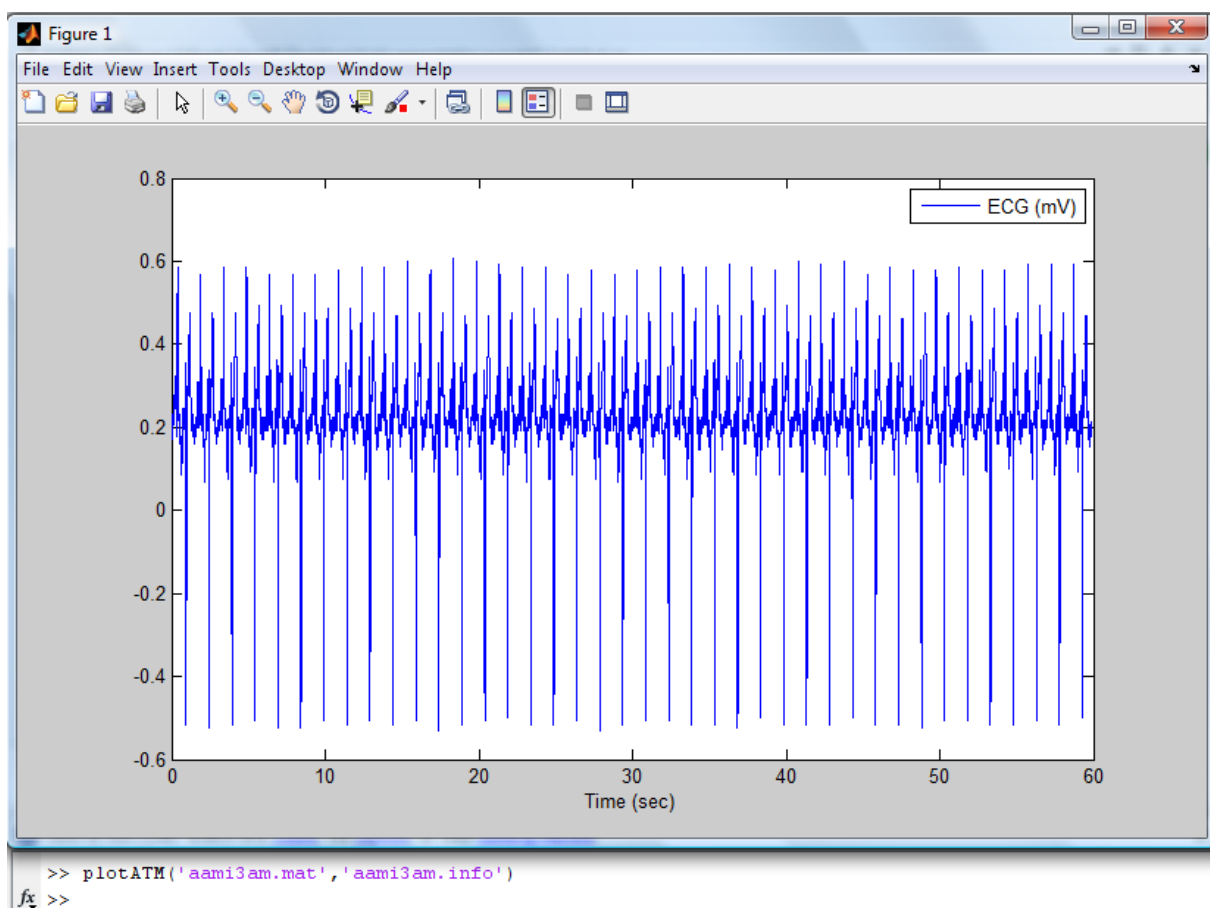 Figure 1
File Edit View Insert Tools Desktop Window Help
0.8
ECG (mV)
0.6
0.4
0.2
0
-0.2
-0.4
-0.6
0 10 20 30 40 50 60
Time (sec)
>> plotATM('aami3am.mat','aami3am.info')
fx >>